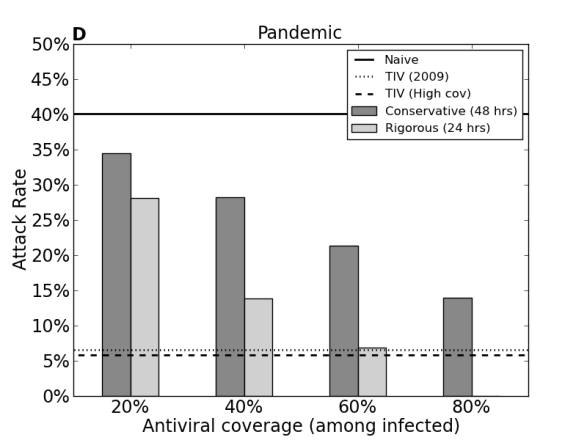 D
Pandemic
50%
45%
40%
35%
30%
25%
20%
15%
10%
5%
0%
Attack Rate
Naive
TIV (2009)
TIV (High cov)
Conservative (48 hrs)
Rigorous (24 hrs)
20% 40% 60% 80%
Antiviral coverage (among infected)